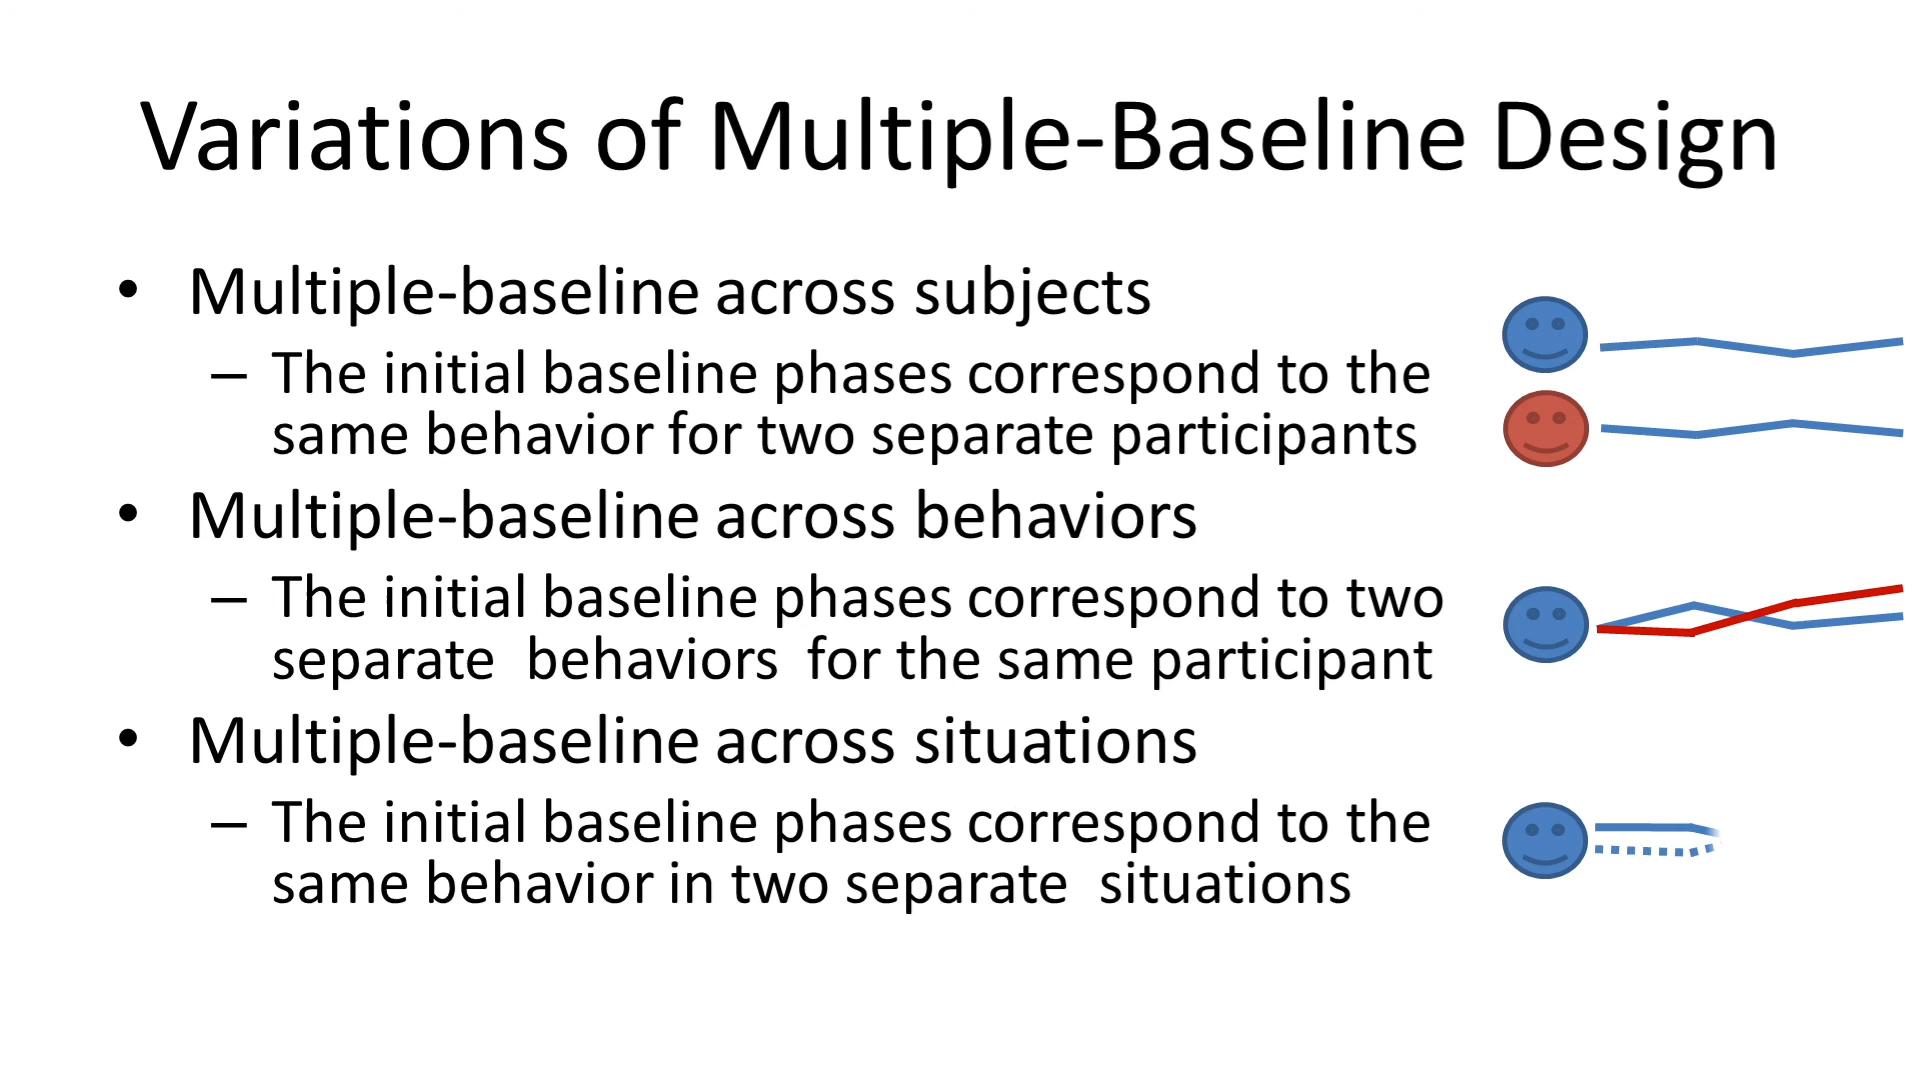 Variations of Multiple-Baseline Design
• Multiple-baseline across subjects
– The initial baseline phases correspond to the
same behavior for two separate participants
• Multiple-baseline across behaviors
– The initial baseline phases correspond to two
separate  behaviors  for the same participant
• Multiple-baseline across situations
– The initial baseline phases correspond to the
same behavior in two separate  situations